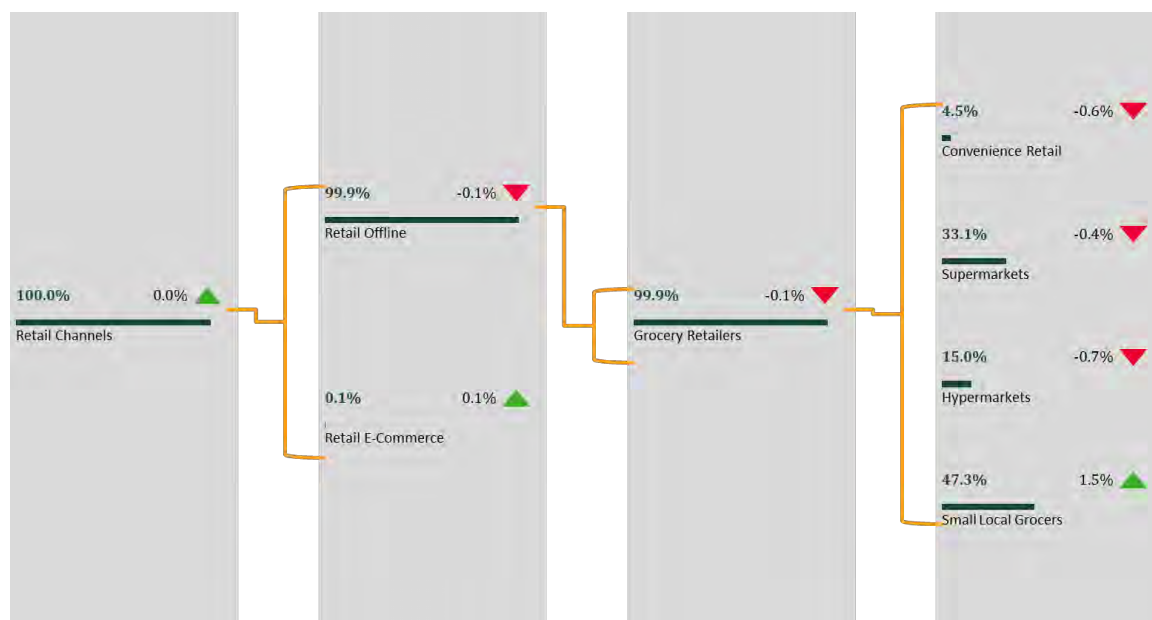 100.0% 0.0%
Retail Channels
99.9% -0.1%
Retail Offline
0.1% 0.1%
Retail E-Commerce
99.9% -0.1%
Grocery Retailers
4.5% -0.6%
Convenience Retail
33.1% -0.4%
Supermarkets
15.0% -0.7%
Hypermarkets
47.3% 1.5%
Small Local Grocers